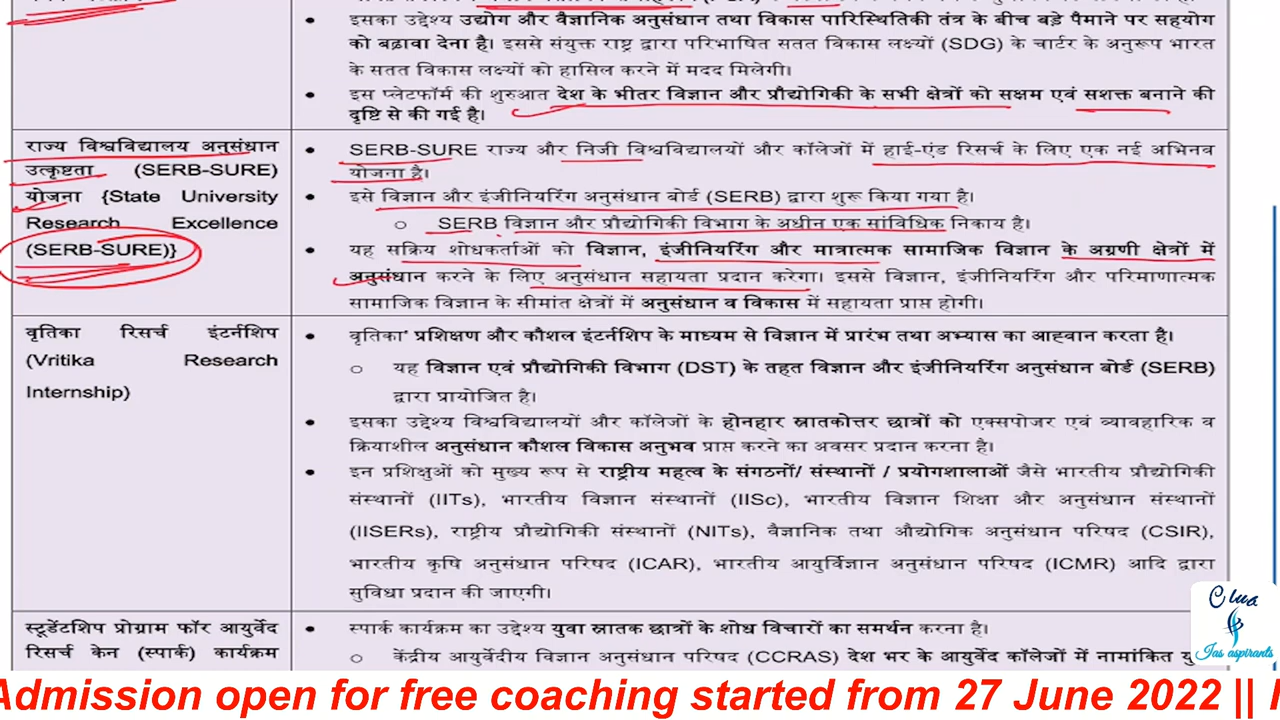 इसका उद्देश्य उद्योग और वैज्ञानिक अनुसंधान तथा विकास पारिस्थितिकी तंत्र के बीच बड़े पैमाने पर सहयोग
को बढ़ावा देना है। इससे संयुक्त राष्ट्र द्वारा परिभाषित सतत विकास लक्ष्यों (SDG) के चार्टर के अनुरूप भारत
के सतत विकास लक्ष्यों को हासिल करने में मदद मिलेगी।
इस प्लेटफॉर्म की शुरुआत देश के भीतर विज्ञान और प्रौद्योगिकी के सभी क्षेत्रों को सक्षम एवं सशक्त बनाने की
दृष्टि से की गई है।
राज्य विश्वविद्यालय अनुसंधान
उत्कृष्टता (SERB-SURE)
योजना {State University
Research Excellence
(SERB-SURE)}
SERB-SURE राज्य और निजी विश्वविद्यालयों और कॉलेजों में हाई-एंड रिसर्च के लिए एक नई अभिनव
योजना है।
इसे विज्ञान और इंजीनियरिंग अनुसंधान बोर्ड (SERB) द्वारा शुरू किया गया है।
SERB विज्ञान और प्रौद्योगिकी विभाग के अधीन एक सांविधिक निकाय है।
यह सक्रिय शोधकर्ताओं को विज्ञान, इंजीनियरिंग और मात्रात्मक सामाजिक विज्ञान के अग्रणी क्षेत्रों में
अनुसंधान करने के लिए अनुसंधान सहायता प्रदान करेगा। इससे विज्ञान, इंजीनियरिंग और परिमाणात्मक
सामाजिक विज्ञान के सीमांत क्षेत्रों में अनुसंधान व विकास में सहायता प्राप्त होगी।
वृतिका रिसर्च इंटर्नशिप
(Vritika Research
Internship)
वृतिका' प्रशिक्षण और कौशल इंटर्नशिप के माध्यम से विज्ञान में प्रारंभ तथा अभ्यास का आह्वान करता है।
यह विज्ञान एवं प्रौद्योगिकी विभाग (DST) के तहत विज्ञान और इंजीनियरिंग अनुसंधान बोर्ड (SERB)
द्वारा प्रायोजित है।
इसका उद्देश्य विश्वविद्यालयों और कॉलेजों के होनहार स्नातकोत्तर छात्रों को एक्सपोजर एवं व्यावहारिक व
क्रियाशील अनुसंधान कौशल विकास अनुभव प्राप्त करने का अवसर प्रदान करना है।
इन प्रशिक्षुओं को मुख्य रूप से राष्ट्रीय महत्व के संगठनों/ संस्थानों / प्रयोगशालाओं जैसे भारतीय प्रौद्योगिकी
संस्थानों (IITs), भारतीय विज्ञान संस्थानों (IISc), भारतीय विज्ञान शिक्षा और अनुसंधान संस्थानों
(IISERs), राष्ट्रीय प्रौद्योगिकी संस्थानों (NITs), वैज्ञानिक तथा औद्योगिक अनुसंधान परिषद (CSIR),
भारतीय कृषि अनुसंधान परिषद (ICAR), भारतीय आयुर्विज्ञान अनुसंधान परिषद (ICMR) आदि द्वारा
सुविधा प्रदान की जाएगी।
स्टूडेंटशिप प्रोग्राम फॉर आयुर्वेद
रिसर्च केन (स्पार्क) कार्यक्रम
स्पार्क कार्यक्रम का उद्देश्य युवा स्नातक छात्रों के शोध विचारों का समर्थन करना है।
केंद्रीय आयुर्वेदीय विज्ञान अनुसंधान परिषद (CCRAS) देश भर के आयुर्वेद कॉलेजों में नामांकित
Ias aspirants
Admission open for free coaching started from 27 June 2022 ||